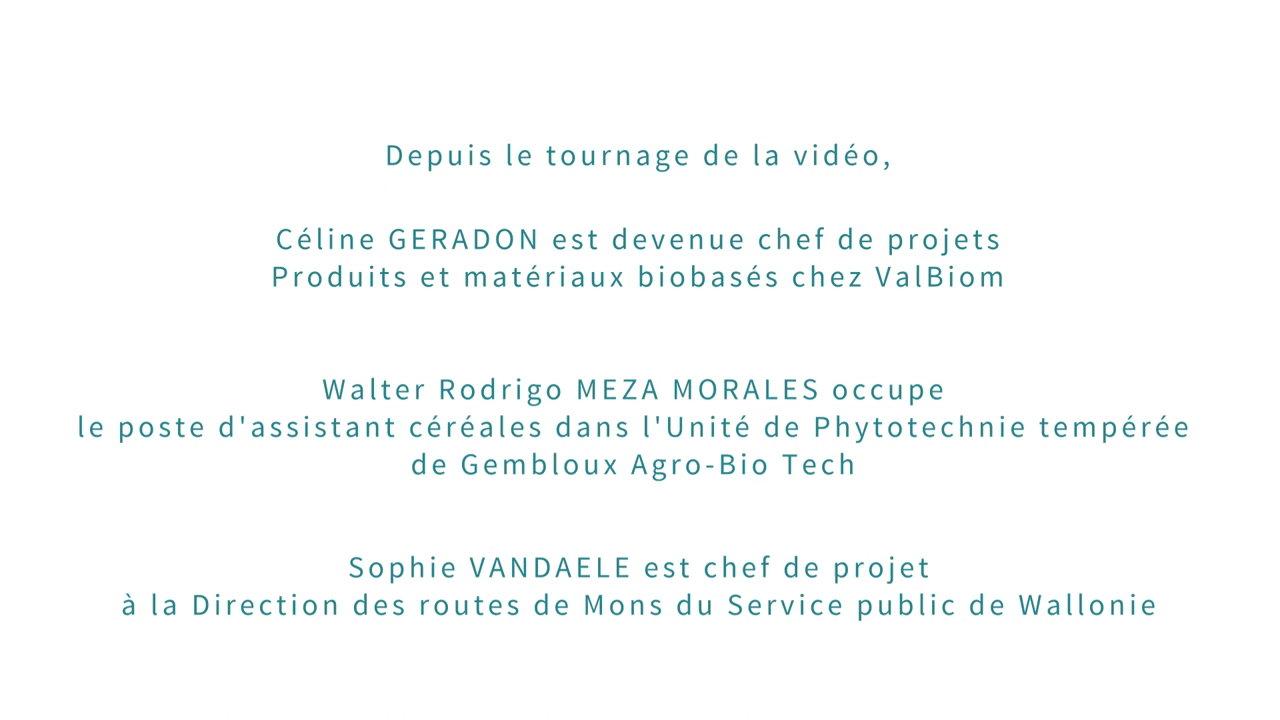 Depuis le tournage de la vidéo,
Céline GERADON est devenue chef de projets
Produits et matériaux biobasés chez ValBiom
Walter Rodrigo MEZA MORALES occupe
le poste d'assistant céréales dans l'Unité de Phytotechnie tempérée
de Gembloux Agro-Bio Tech
Sophie VANDAELE est chef de projet
à la Direction des routes de Mons du Service public de Wallonie